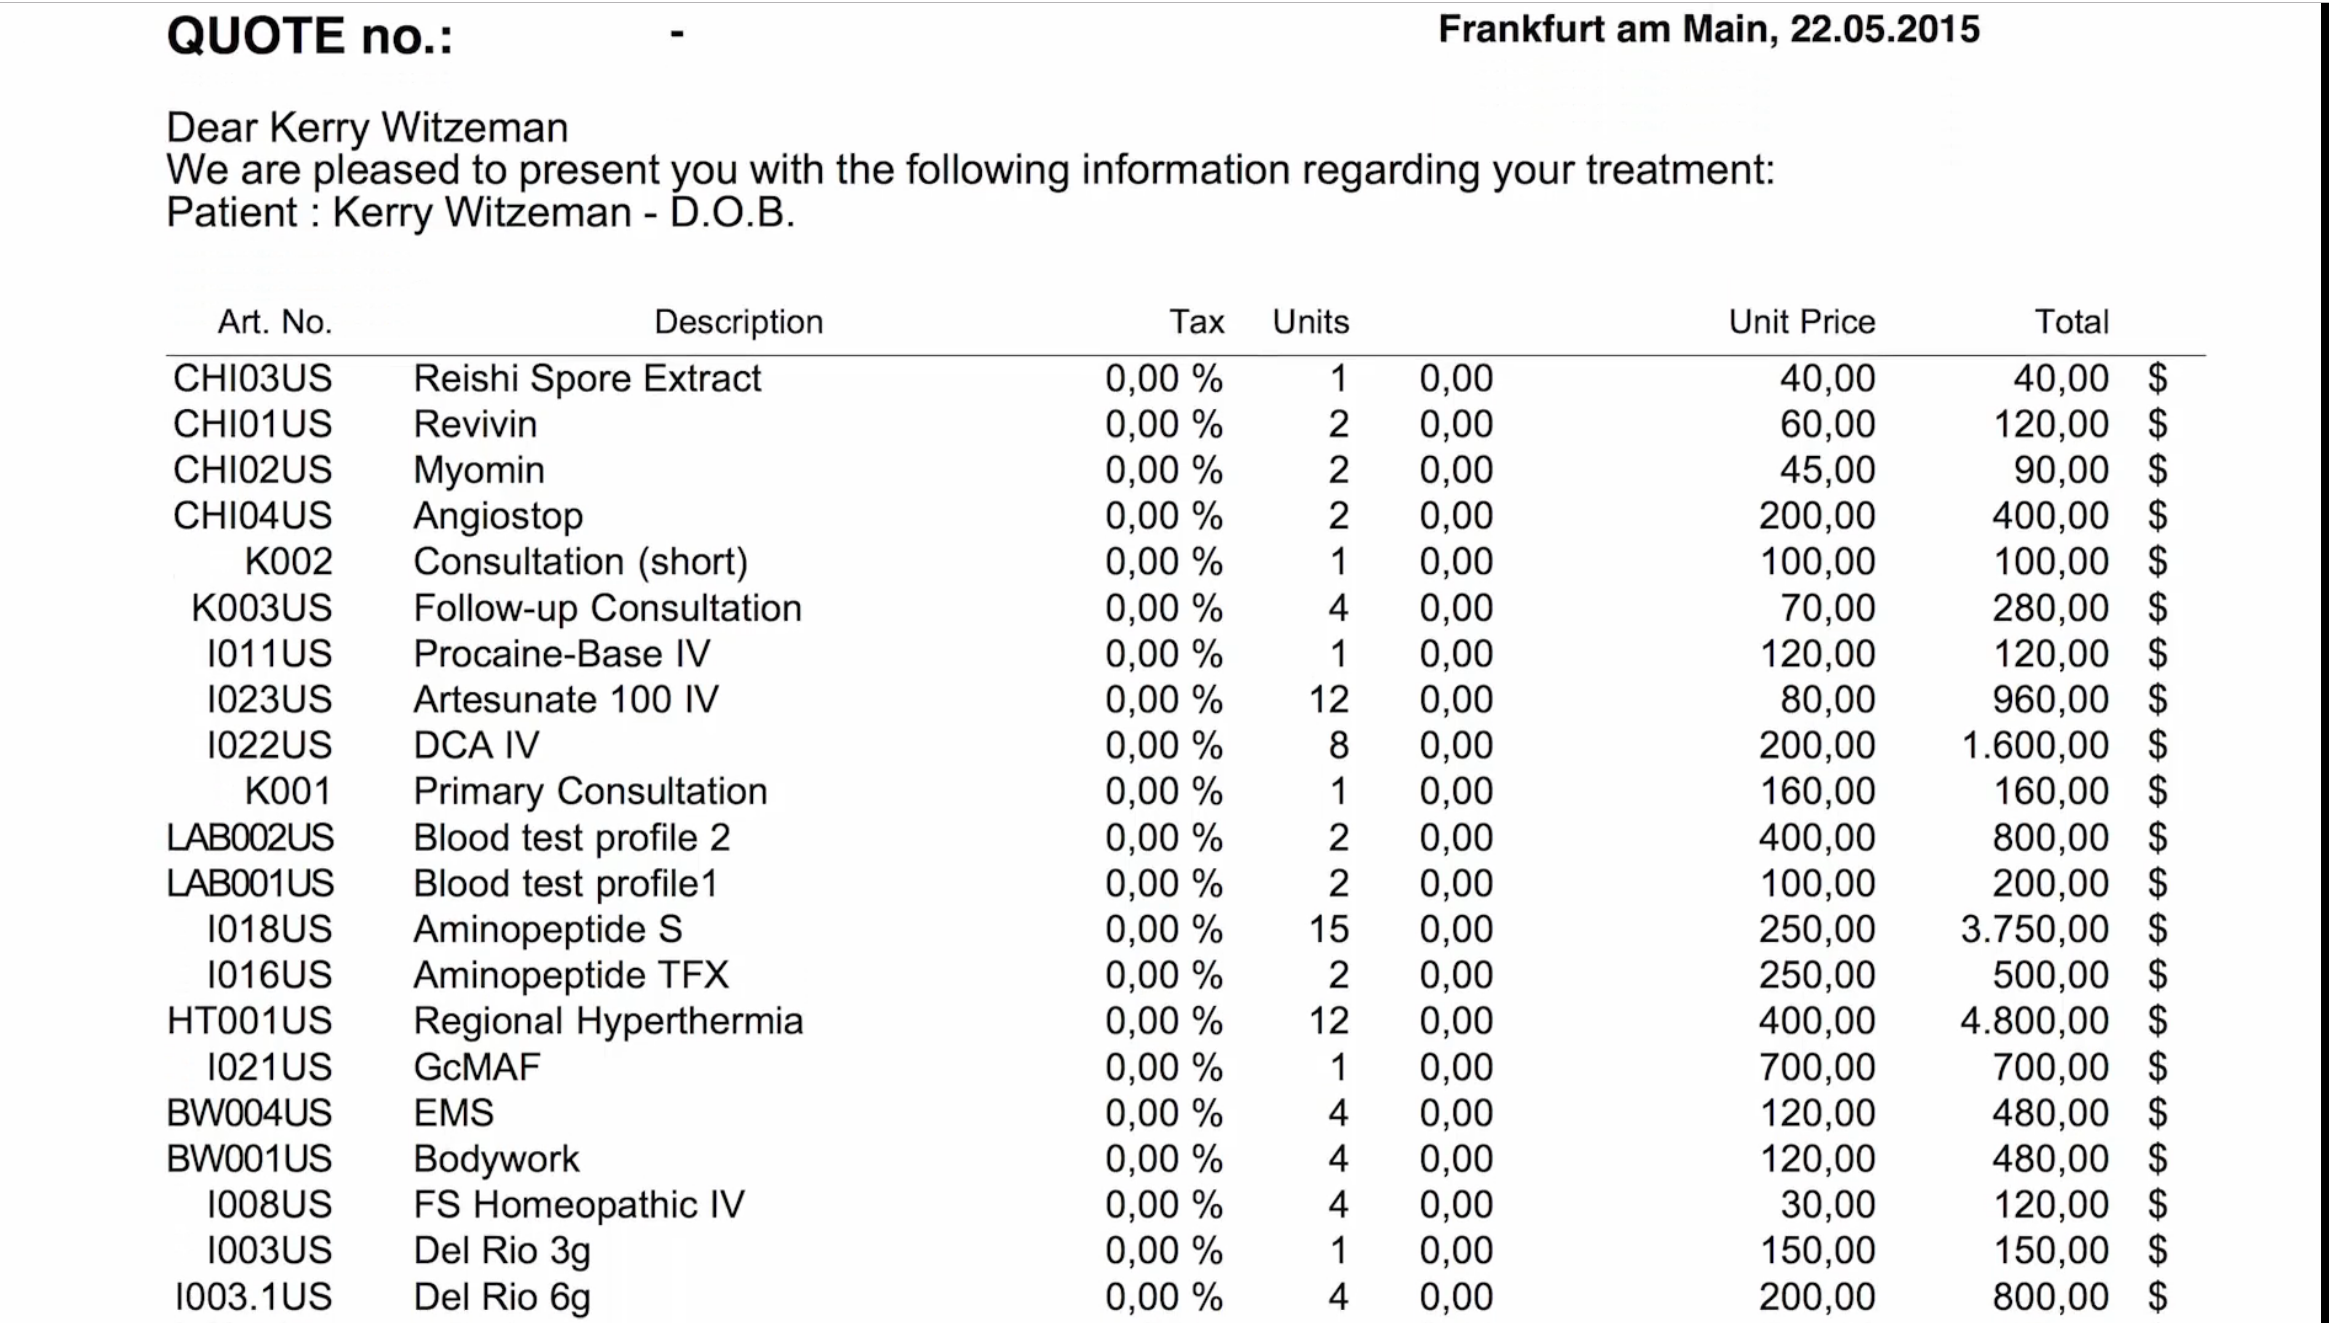 QUOTE no.: - Frankfurt am Main, 22.05.2015
Dear Kerry Witzeman
We are pleased to present you with the following information regarding your treatment:
Patient : Kerry Witzeman - D.O.B.
Art. No. Description Tax Units Unit Price Total
CHI03US Reishi Spore Extract 0,00 % 1 0,00 40,00 40,00 $
CHI01US Revivin 0,00 % 2 0,00 60,00 120,00 $
CHI02US Myomin 0,00 % 2 0,00 45,00 90,00 $
CHI04US Angiostop 0,00 % 2 0,00 200,00 400,00 $
K002 Consultation (short) 0,00 % 1 0,00 100,00 100,00 $
K003US Follow-up Consultation 0,00 % 4 0,00 70,00 280,00 $
I011US Procaine-Base IV 0,00 % 1 0,00 120,00 120,00 $
I023US Artesunate 100 IV 0,00 % 12 0,00 80,00 960,00 $
I022US DCA IV 0,00 % 8 0,00 200,00 1.600,00 $
K001 Primary Consultation 0,00 % 1 0,00 160,00 160,00 $
LAB002US Blood test profile 2 0,00 % 2 0,00 400,00 800,00 $
LAB001US Blood test profile1 0,00 % 2 0,00 100,00 200,00 $
I018US Aminopeptide S 0,00 % 15 0,00 250,00 3.750,00 $
I016US Aminopeptide TFX 0,00 % 2 0,00 250,00 500,00 $
HT001US Regional Hyperthermia 0,00 % 12 0,00 400,00 4.800,00 $
I021US GcMAF 0,00 % 1 0,00 700,00 700,00 $
BW004US EMS 0,00 % 4 0,00 120,00 480,00 $
BW001US Bodywork 0,00 % 4 0,00 120,00 480,00 $
I008US FS Homeopathic IV 0,00 % 4 0,00 30,00 120,00 $
I003US Del Rio 3g 0,00 % 1 0,00 150,00 150,00 $
I003.1US Del Rio 6g 0,00 % 4 0,00 200,00 800,00 $